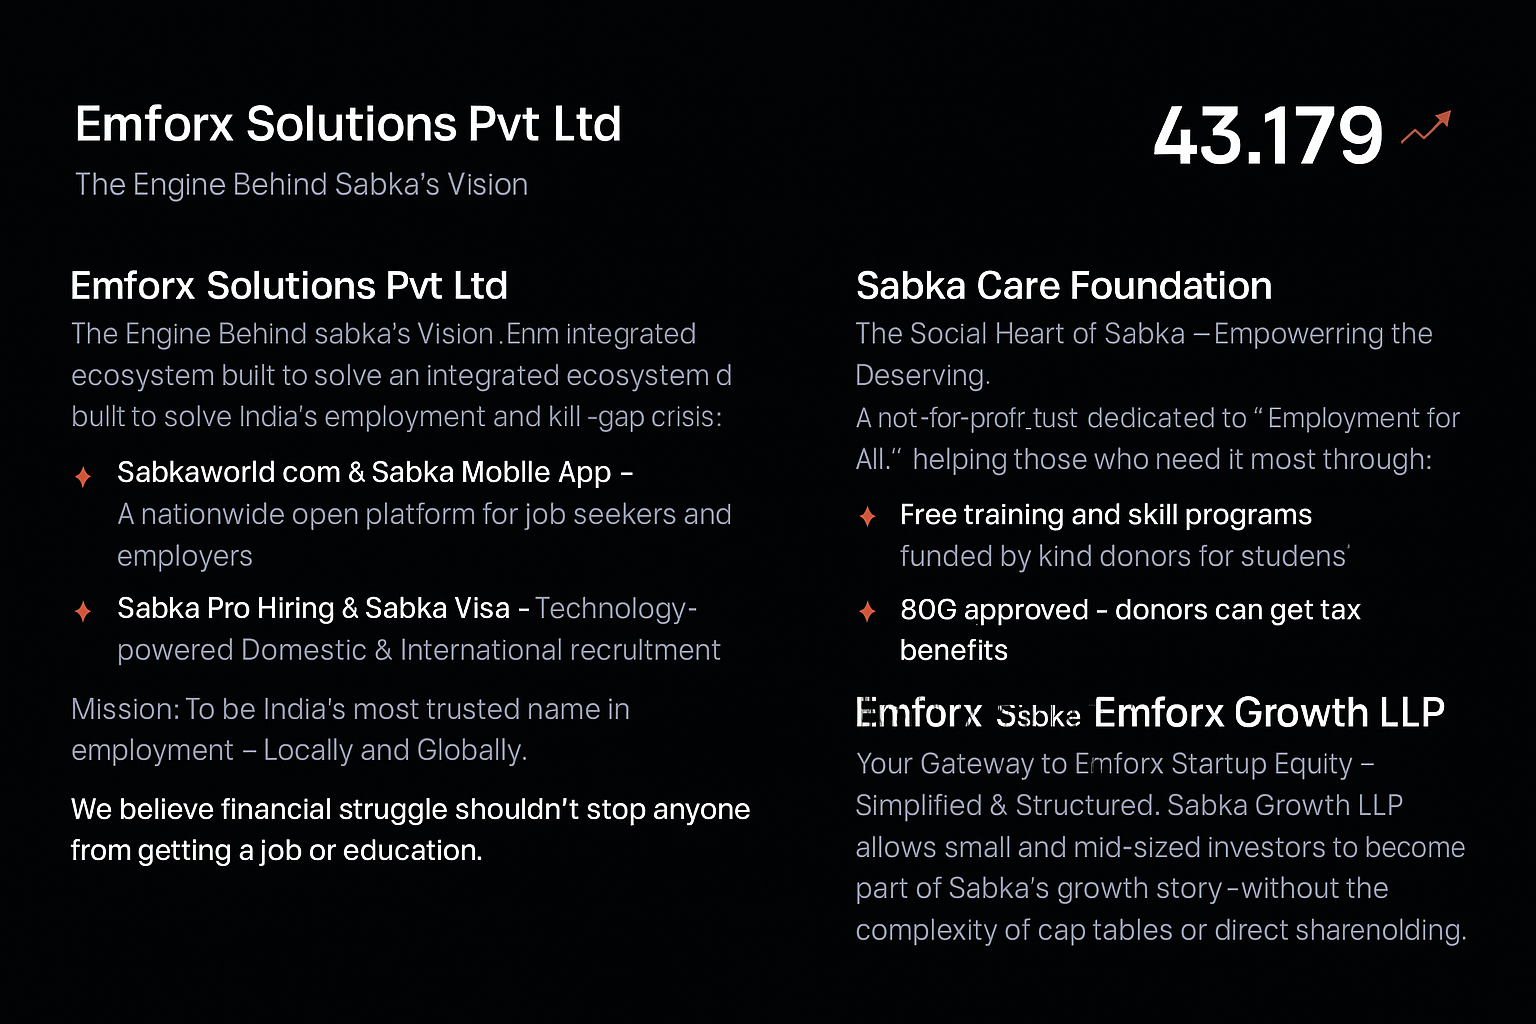 Emforx Solutions Pvt Ltd
The Engine Behind Sabka's Vision
43.179
Emforx Solutions Pvt Ltd
The Engine Behind sabka's Vision.Enm integrated
ecosystem built to solve an integrated ecosystem d
bullt to solve India's employment and kill -gap crisis:
Sabkaworld com & Sabka Moblle App –
A nationwide open platform for job seekers and
employers
Sabka Pro Hiring & Sabka Visa - Technology-
powered Domestic & International recrultment
Mission: To be India's most trusted name in
employment – Locally and Globally.
We believe financial struggle shouldn't stop anyone
from getting a job or education.
Sabka Care Foundation
The Social Heart of Sabka – Empowerring the
Deserving.
A not-for-profr_tust dedicated to “ Employment for
All.“ helping those who need it most through:
Free training and skill programs
funded by kind donors for studens'
80G approved - donors can get tax
benefits
Emforx Ssbke Emforx Growth LLP
Your Gateway to Emforx Startup Equity –
Simplified & Structured. Sabka Growth LLP
allows small and mid-sized investors to become
part of Sabka's growth story-without the
complexity of cap tables or direct sharenolding.